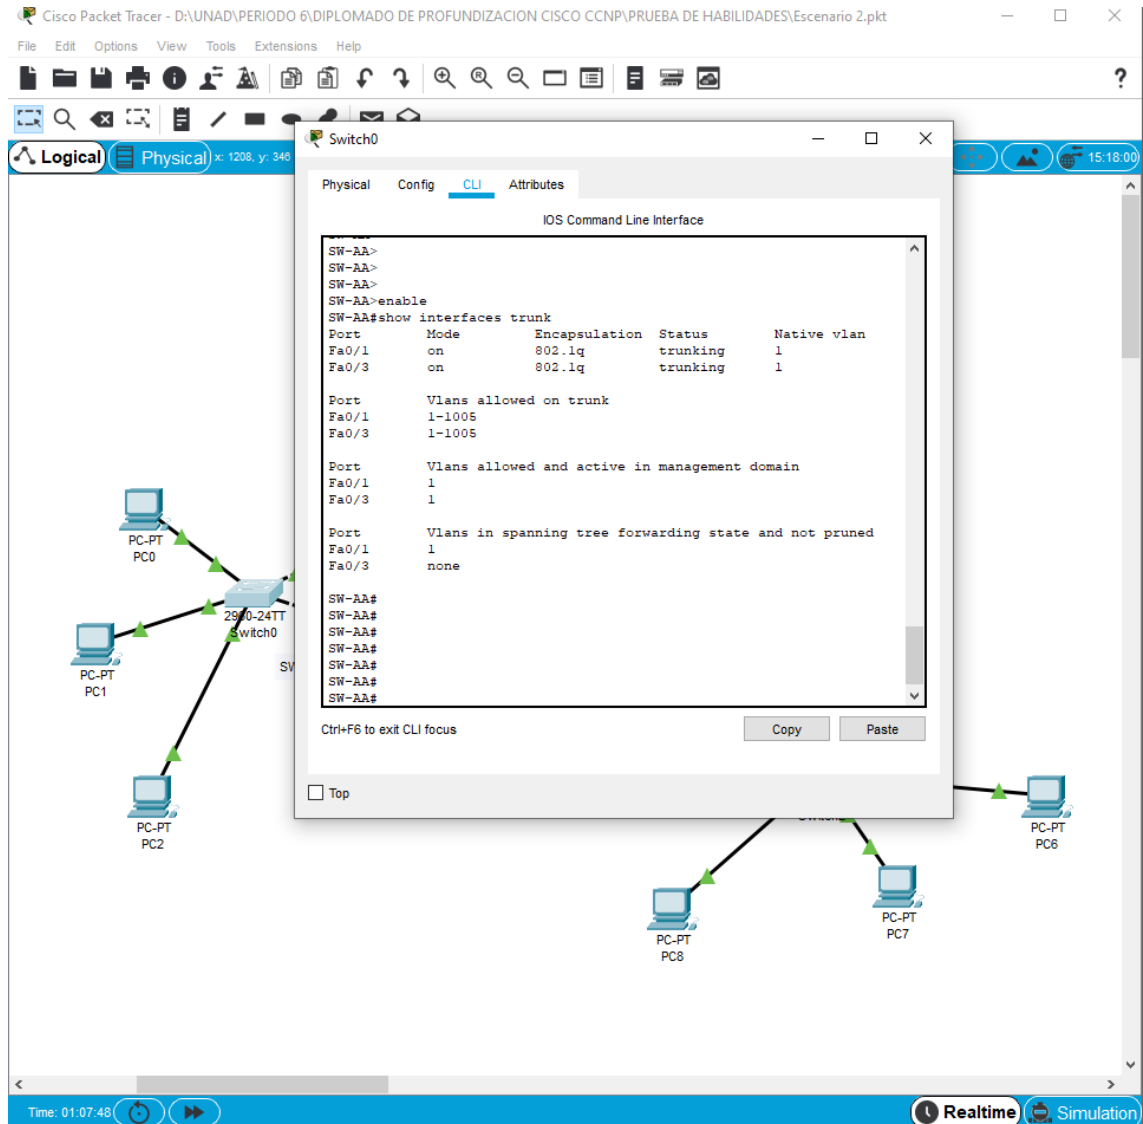 Cisco Packet Tracer - D:\UNAD\PERIODO 6\DIPLOMADO DE PROFUNDIZACION CISCO CCNP\PRUEBA DE HABILIDADES\Escenario 2.pkt
File Edit Options View Tools Extensions Help
?
Logical Physical x: 1208, y: 346 15:18:00
Switch0
Physical Config CLI Attributes
IOS Command Line Interface
SW-AA>
SW-AA>
SW-AA>
SW-AA>enable
SW-AA#show interfaces trunk
Port Mode Encapsulation Status Native vlan
Fa0/1 on 802.1q trunking 1
Fa0/3 on 802.1q trunking 1
Port Vlans allowed on trunk
Fa0/1 1-1005
Fa0/3 1-1005
Port Vlans allowed and active in management domain
Fa0/1 1
Fa0/3 1
Port Vlans in spanning tree forwarding state and not pruned
Fa0/1 1
Fa0/3 none
SW-AA#
SW-AA#
SW-AA#
SW-AA#
SW-AA#
SW-AA#
SW-AA#
Ctrl+F6 to exit CLI focus Copy Paste
Top
PC-PT
PC0
2960-24TT
Switch0
PC-PT
PC1
SW
PC-PT
PC2
PC-PT
PC6
PC-PT
PC7
PC-PT
PC8
Time: 01:07:48 Realtime Simulation